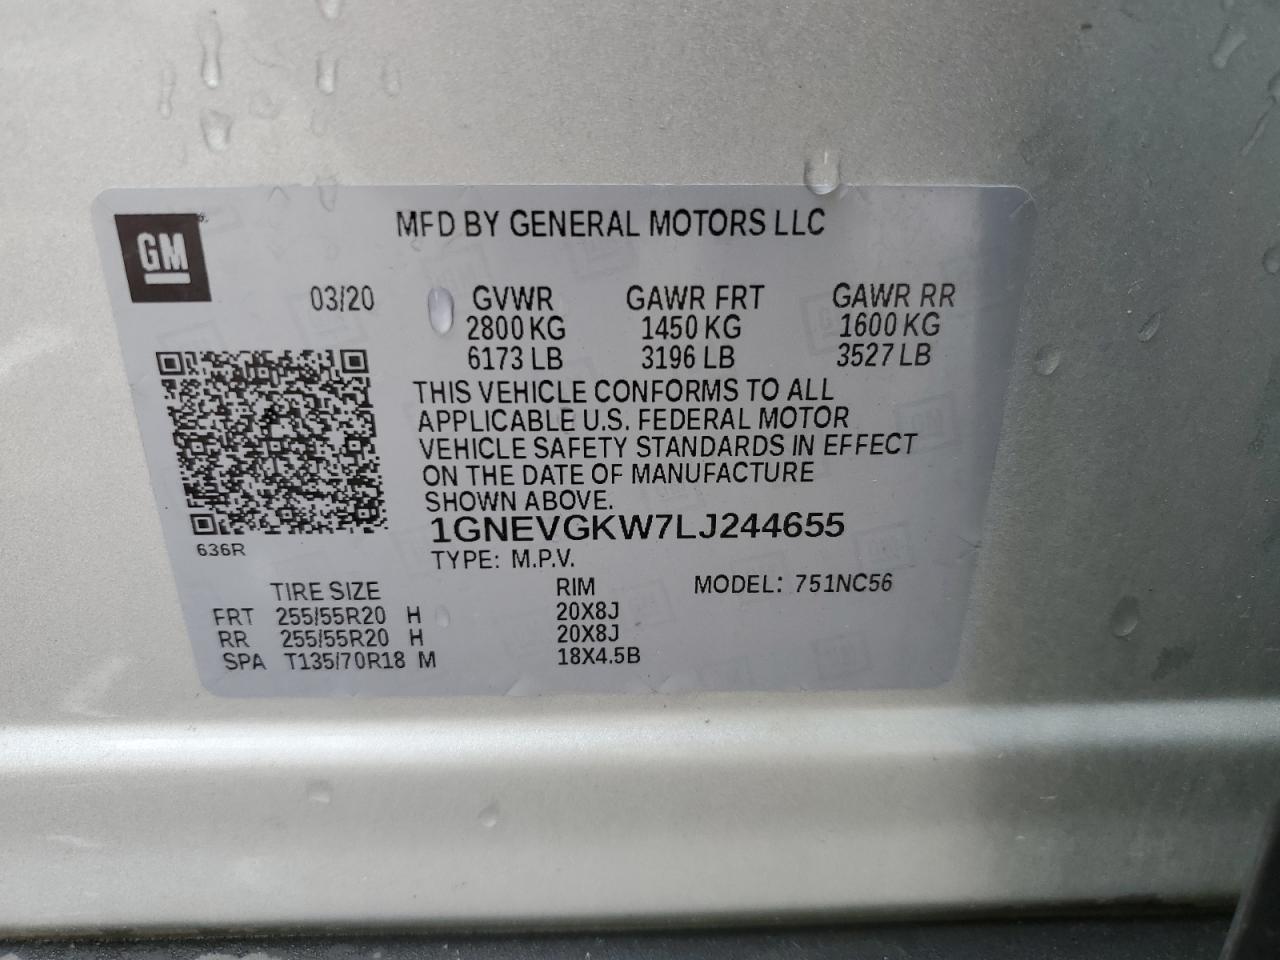 MFD BY GENERAL MOTORS LLC
GM
03/20 GVWR GAWR FRT GAWR RR
2800 KG 1450 KG 1600 KG
6173 LB 3196 LB 3527 LB
THIS VEHICLE CONFORMS TO ALL
APPLICABLE U.S. FEDERAL MOTOR
VEHICLE SAFETY STANDARDS IN EFFECT
ON THE DATE OF MANUFACTURE
SHOWN ABOVE.
1GNEVGKW7LJ244655
636R
TYPE: M.P.V.
TIRE SIZE RIM MODEL: 751NC56
FRT 255/55R20 H 20X8J
RR 255/55R20 H 20X8J
SPA T135/70R18 M 18X4.5B